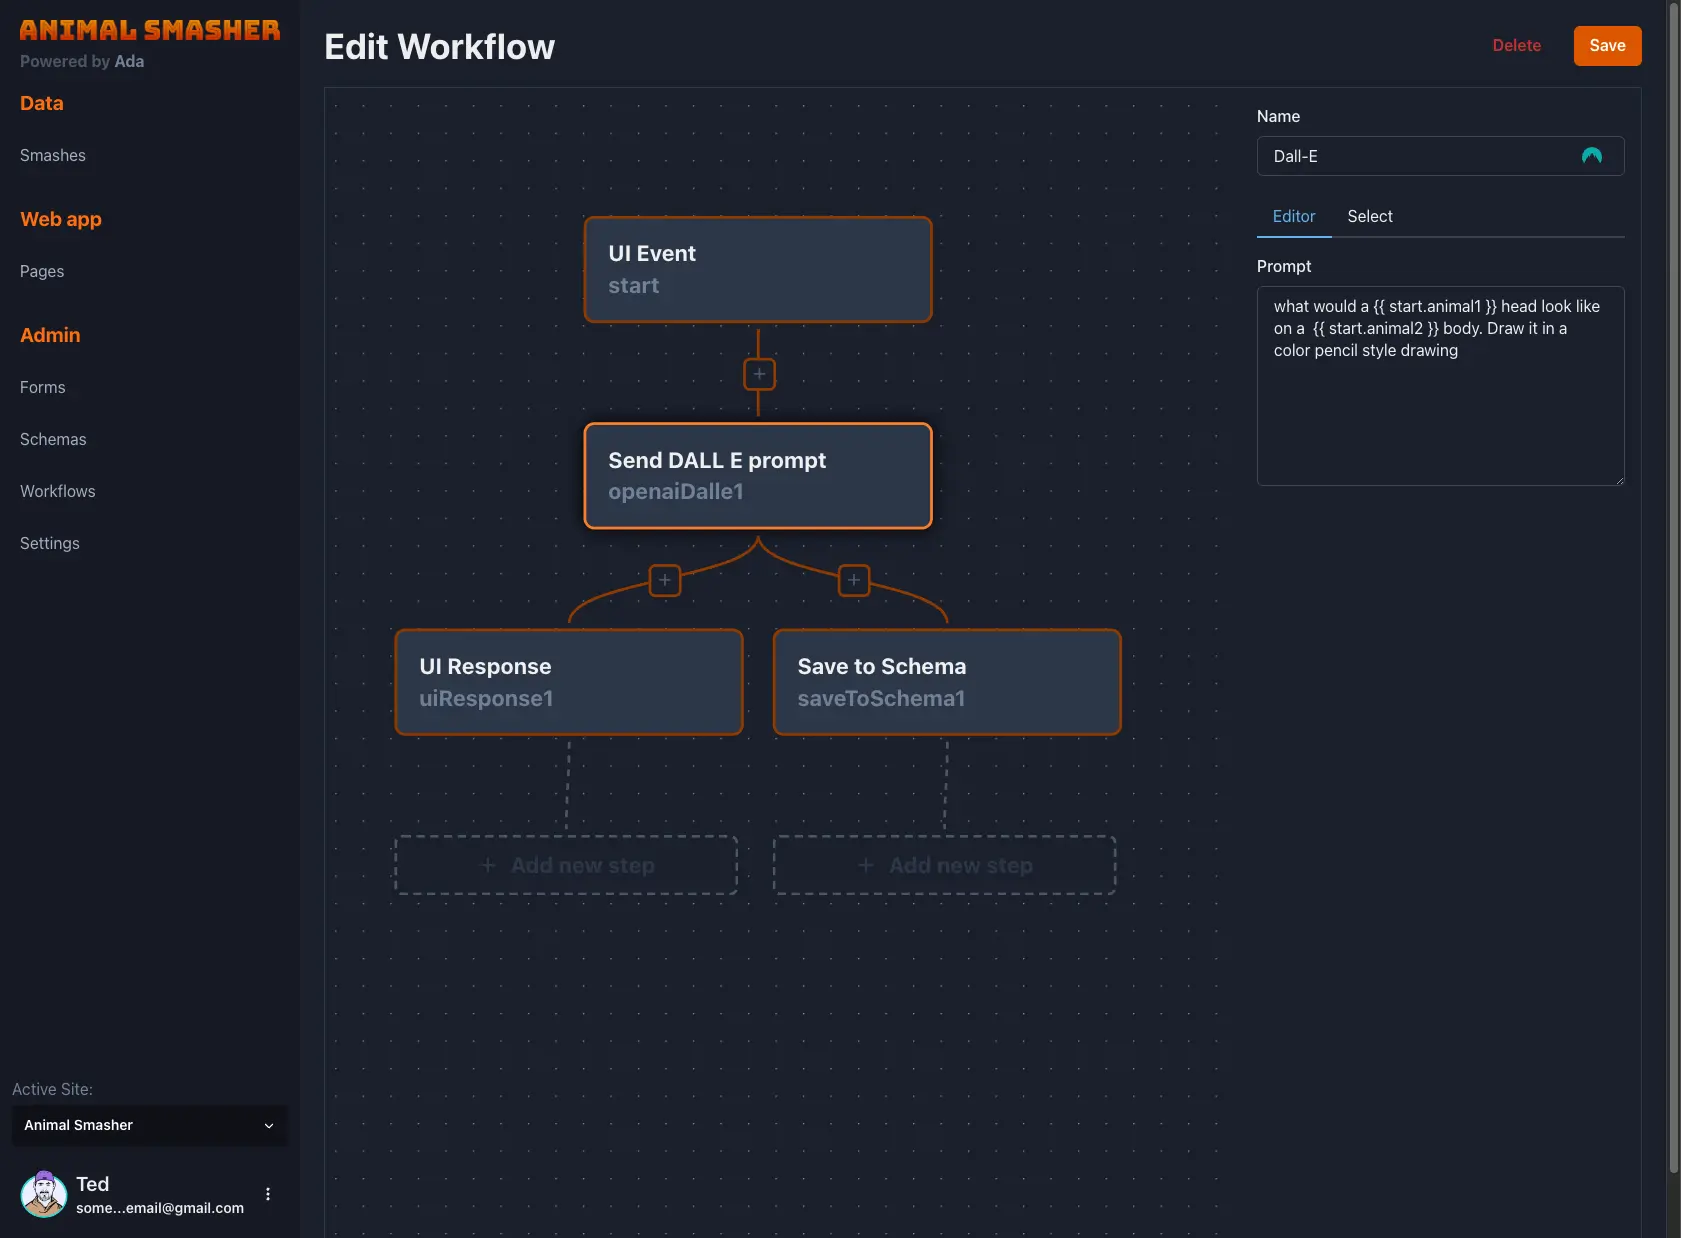 ANIMAL SMASHER
Powered by Ada
Data
Smashes
Web app
Pages
Admin
Forms
Schemas
Workflows
Settings
Active Site:
Animal Smasher
Ted
some...email@gmail.com
Edit Workflow
Delete
Save
UI Event
start
+
Send DALL E prompt
openaiDalle1
+ +
UI Response
uiResponse1
Save to Schema
saveToSchema1
+ Add new step
+ Add new step
Name
Dall-E
Editor Select
Prompt
what would a {{ start.animal1 }} head look like
on a  {{ start.animal2 }} body. Draw it in a
color pencil style drawing